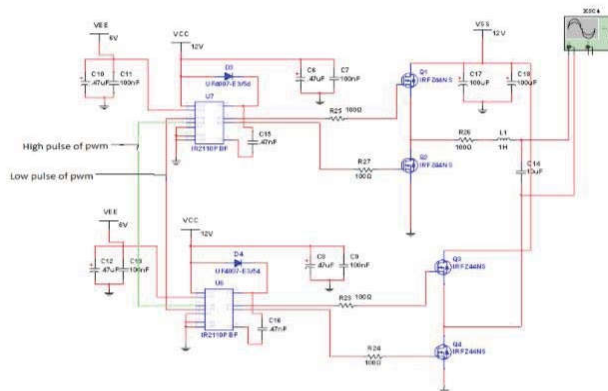 XSC4
VEE
6V
VCC
12V
VSS
12V
C10
.47uF
C11
100nF
D3
UF4007-E3/54
C6
.47uF
C7
100nF
Q1
IRFZ44NS
C17
100uF
C18
U7
R25
100Ω
C15
.47nF
High pulse of pwm
IR2110PBF
R26
100Ω
L1
1H
Low pulse of pwm
R27
100Ω
Q2
IRFZ44NS
C14
10uF
VEE
6V
VCC
12V
C12
.47uF
C13
100nF
D4
UF4007-E3/54
C8
.47uF
C9
100nF
Q3
IRFZ44NS
R23
100Ω
C16
.47nF
IR2110PBF
R24
100Ω
Q4
IRFZ44NS